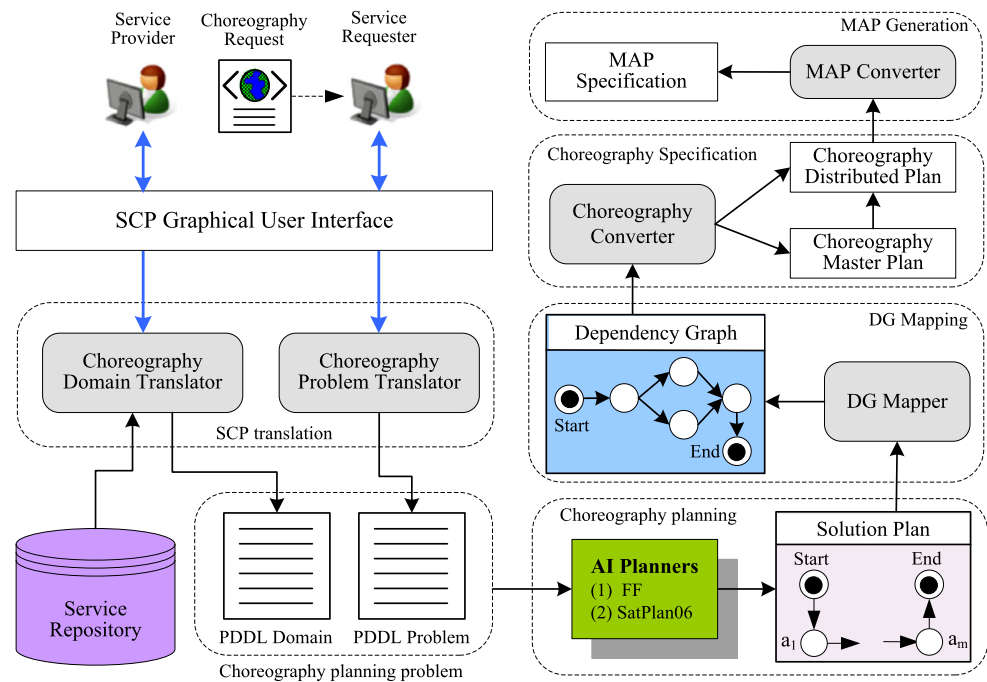 Service
Provider
Choreography
Request
Service
Requester
SCP Graphical User Interface
Choreography
Domain Translator
Choreography
Problem Translator
SCP translation
Service
Repository
PDDL Domain
PDDL Problem
Choreography planning problem
MAP Generation
MAP
Specification
MAP Converter
Choreography Specification
Choreography
Converter
Choreography
Distributed Plan
Choreography
Master Plan
DG Mapping
Dependency Graph
Start
End
DG Mapper
Choreography planning
AI Planners
(1) FF
(2) SatPlan06
Solution Plan
Start
End
a1
am